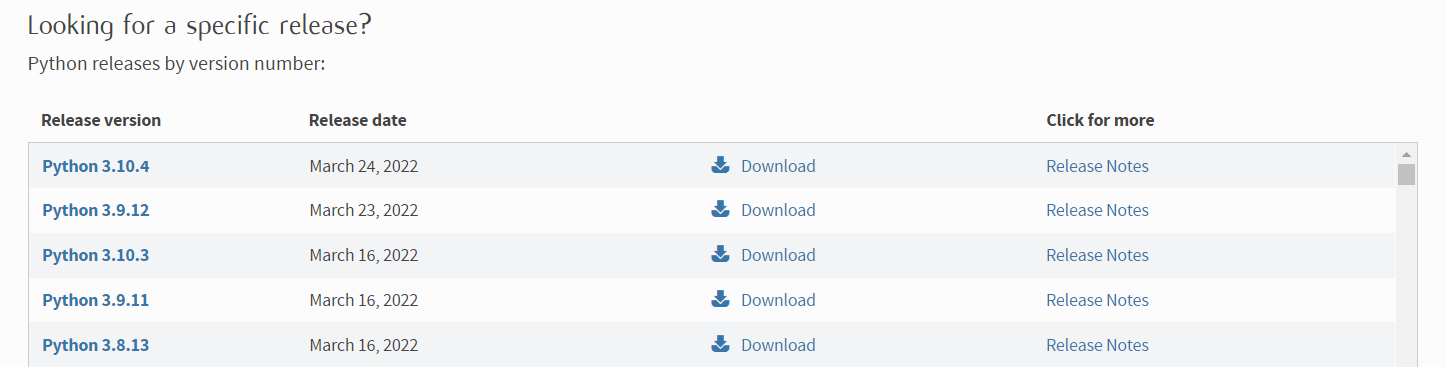 Looking for a specific release?
Python releases by version number:
Release version Release date Click for more
Python 3.10.4 March 24, 2022 Download Release Notes
Python 3.9.12 March 23, 2022 Download Release Notes
Python 3.10.3 March 16, 2022 Download Release Notes
Python 3.9.11 March 16, 2022 Download Release Notes
Python 3.8.13 March 16, 2022 Download Release Notes